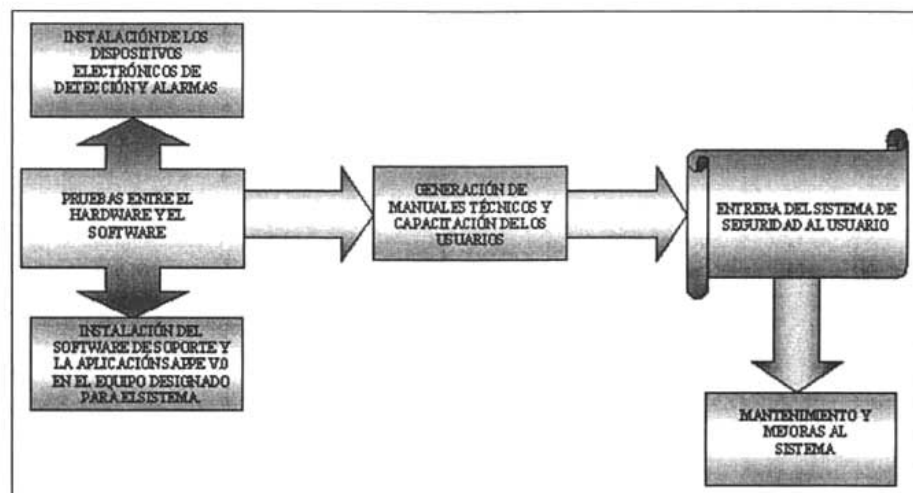 INSTALACIÓN DE LOS
DISPOSITIVOS
ELECTRÓNICOS DE
DETECCIÓN Y ALARMAS
PRUEBAS ENTRE EL
HARDWARE Y EL
SOFTWARE
INSTALACIÓN DEL
SOFTWARE DE SOPORTE Y
LA APLICACIÓN SAPPE V.0
EN EL EQUIPO DESIGNADO
PARA EL SISTEMA.
GENERACIÓN DE
MANUALES TÉCNICOS Y
CAPACITACIÓN DE LOS
USUARIOS
ENTREGA DEL SISTEMA DE
SEGURIDAD AL USUARIO
MANTENIMIENTO Y
MEJORAS AL
SISTEMA